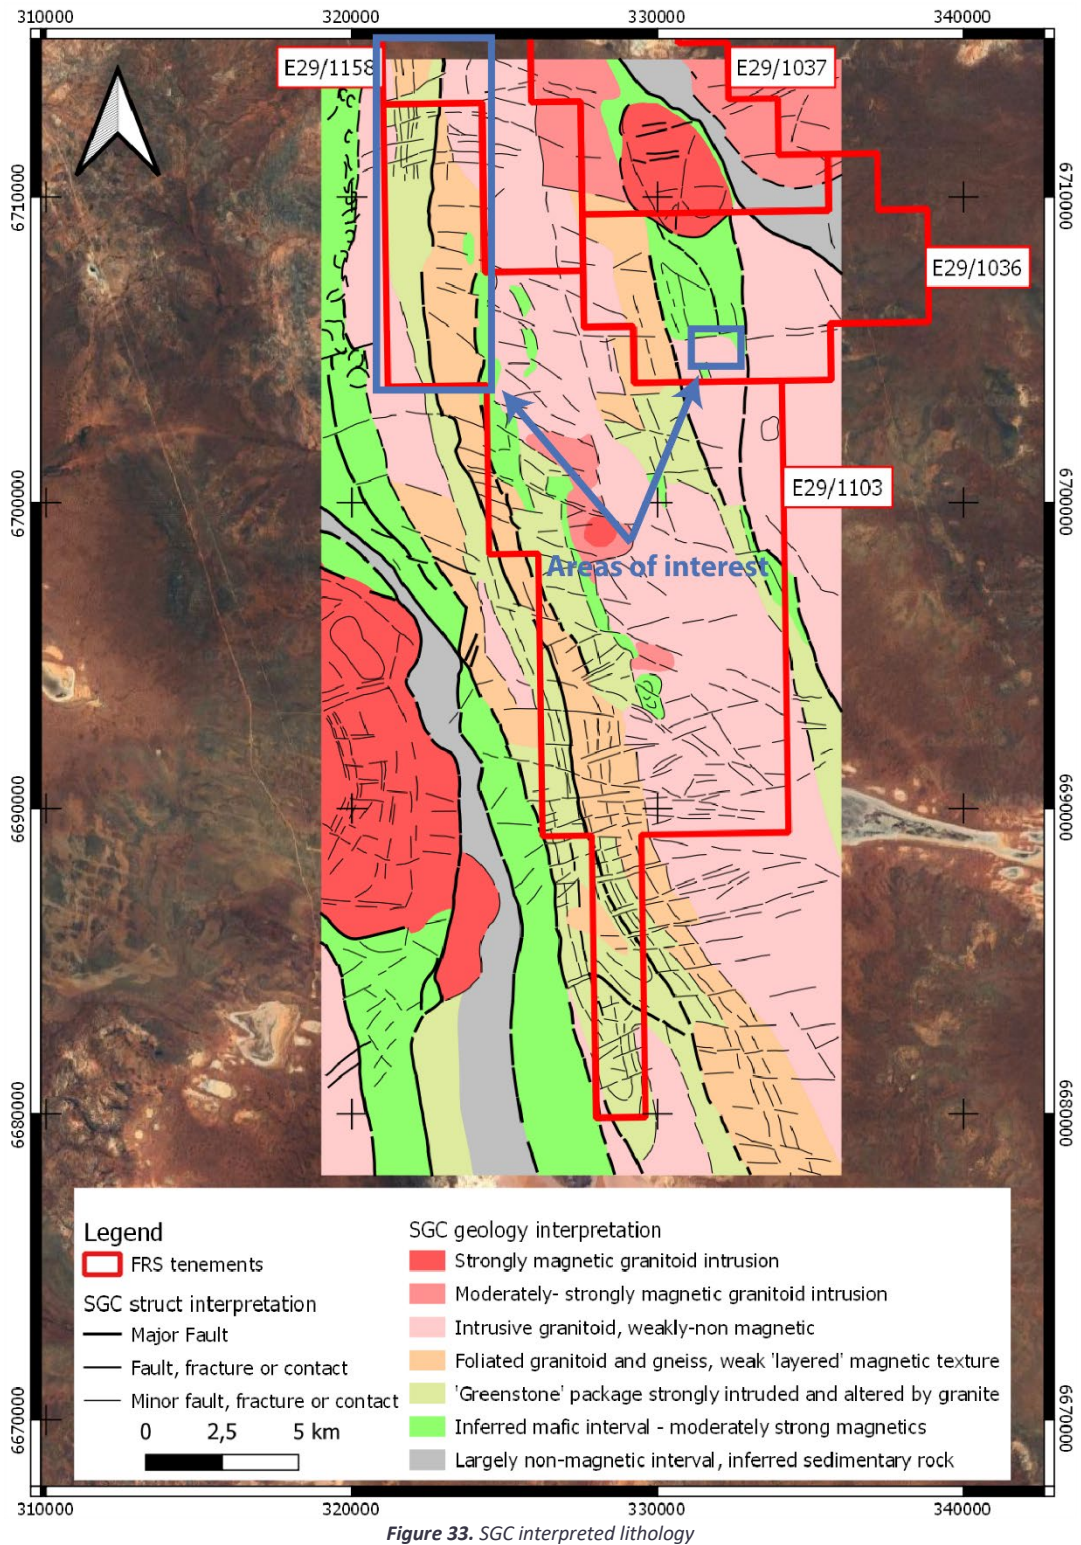 310000 320000 330000 340000
E29/1158
E29/1037
6710000
6710000
E29/1036
E29/1103
6700000
6700000
Areas of interest
6690000
6690000
6680000
6680000
Legend
FRS tenements
SGC struct interpretation
Major Fault
Fault, fracture or contact
Minor fault, fracture or contact
0 2,5 5 km
SGC geology interpretation
Strongly magnetic granitoid intrusion
Moderately- strongly magnetic granitoid intrusion
Intrusive granitoid, weakly-non magnetic
Foliated granitoid and gneiss, weak 'layered' magnetic texture
'Greenstone' package strongly intruded and altered by granite
Inferred mafic interval - moderately strong magnetics
Largely non-magnetic interval, inferred sedimentary rock
6670000
6670000
310000 320000 330000 340000
Figure 33. SGC interpreted lithology